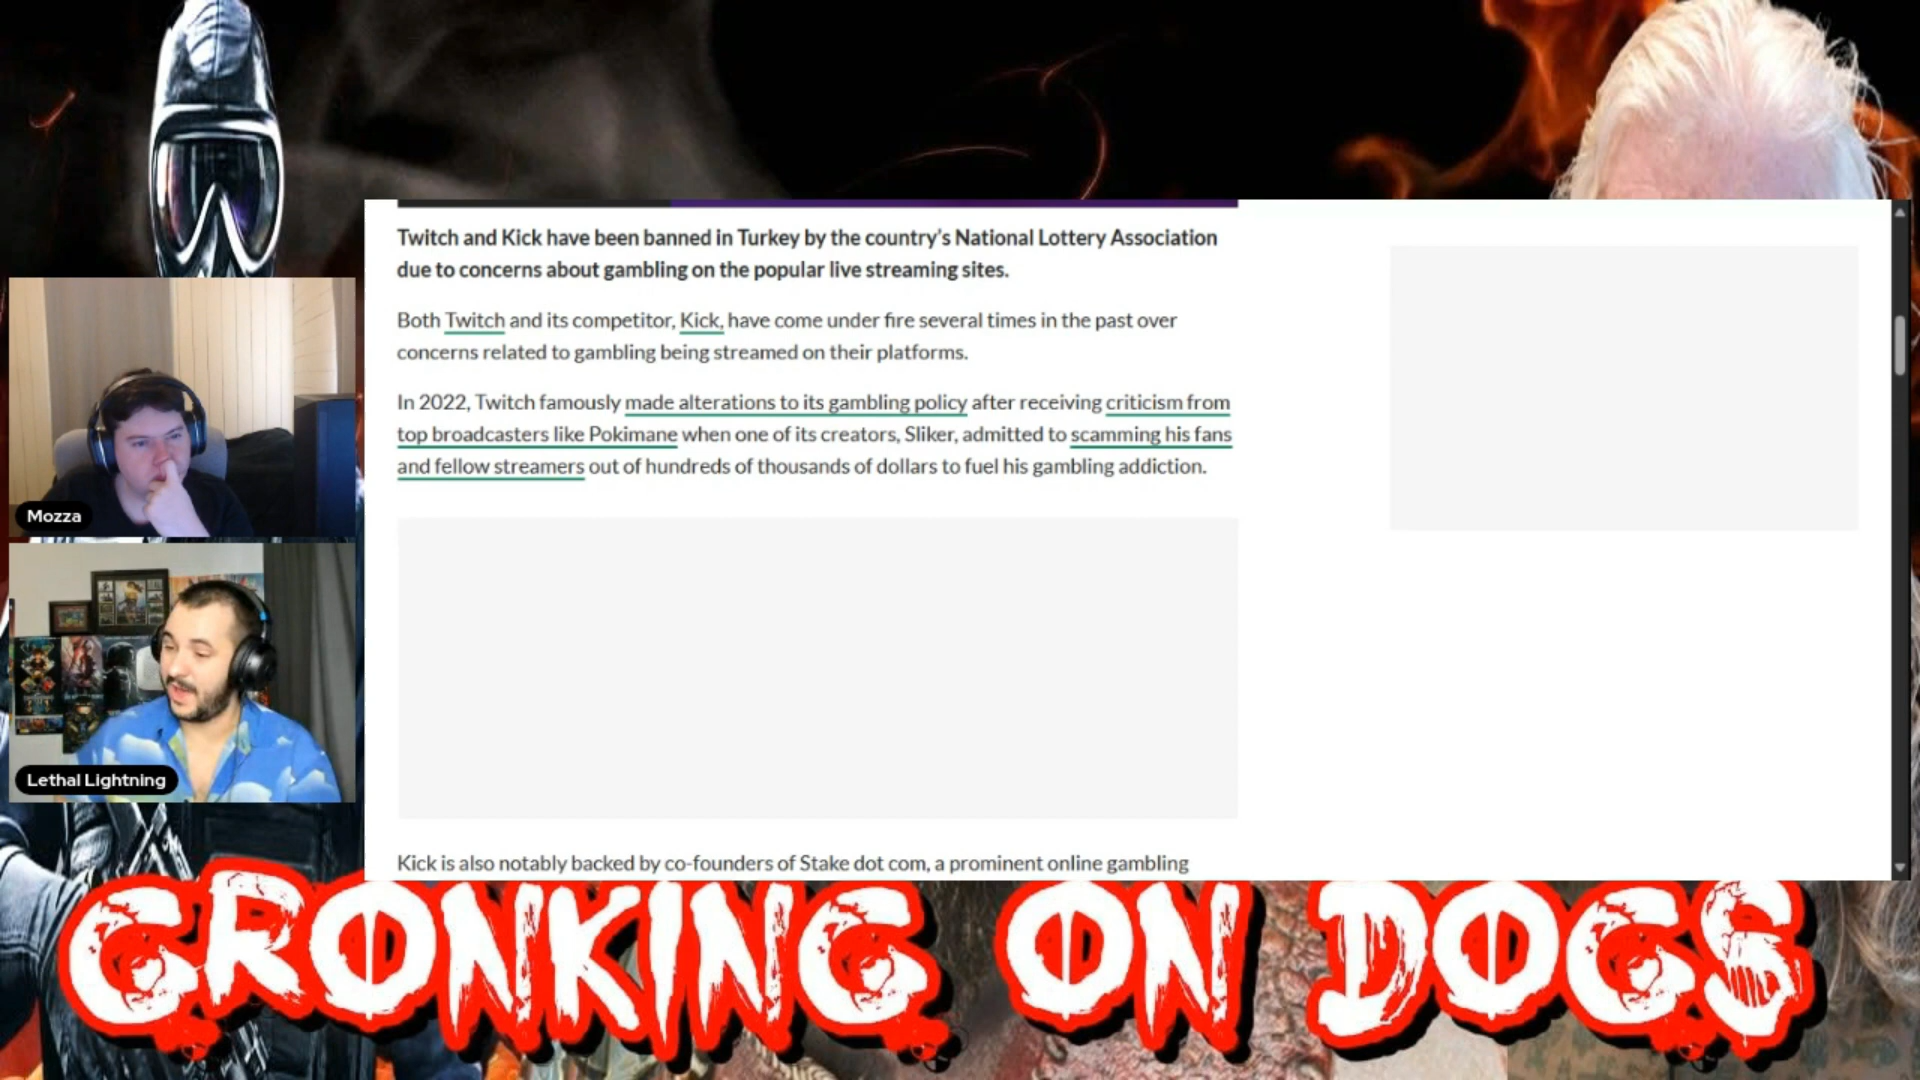 Twitch and Kick have been banned in Turkey by the country's National Lottery Association
due to concerns about gambling on the popular live streaming sites.
Both Twitch and its competitor, Kick, have come under fire several times in the past over
concerns related to gambling being streamed on their platforms.
In 2022, Twitch famously made alterations to its gambling policy after receiving criticism from
top broadcasters like Pokimane when one of its creators, Sliker, admitted to scamming his fans
and fellow streamers out of hundreds of thousands of dollars to fuel his gambling addiction.
Kick is also notably backed by co-founders of Stake dot com, a prominent online gambling
Mozza
Lethal Lightning
GRONKING ON DOGS